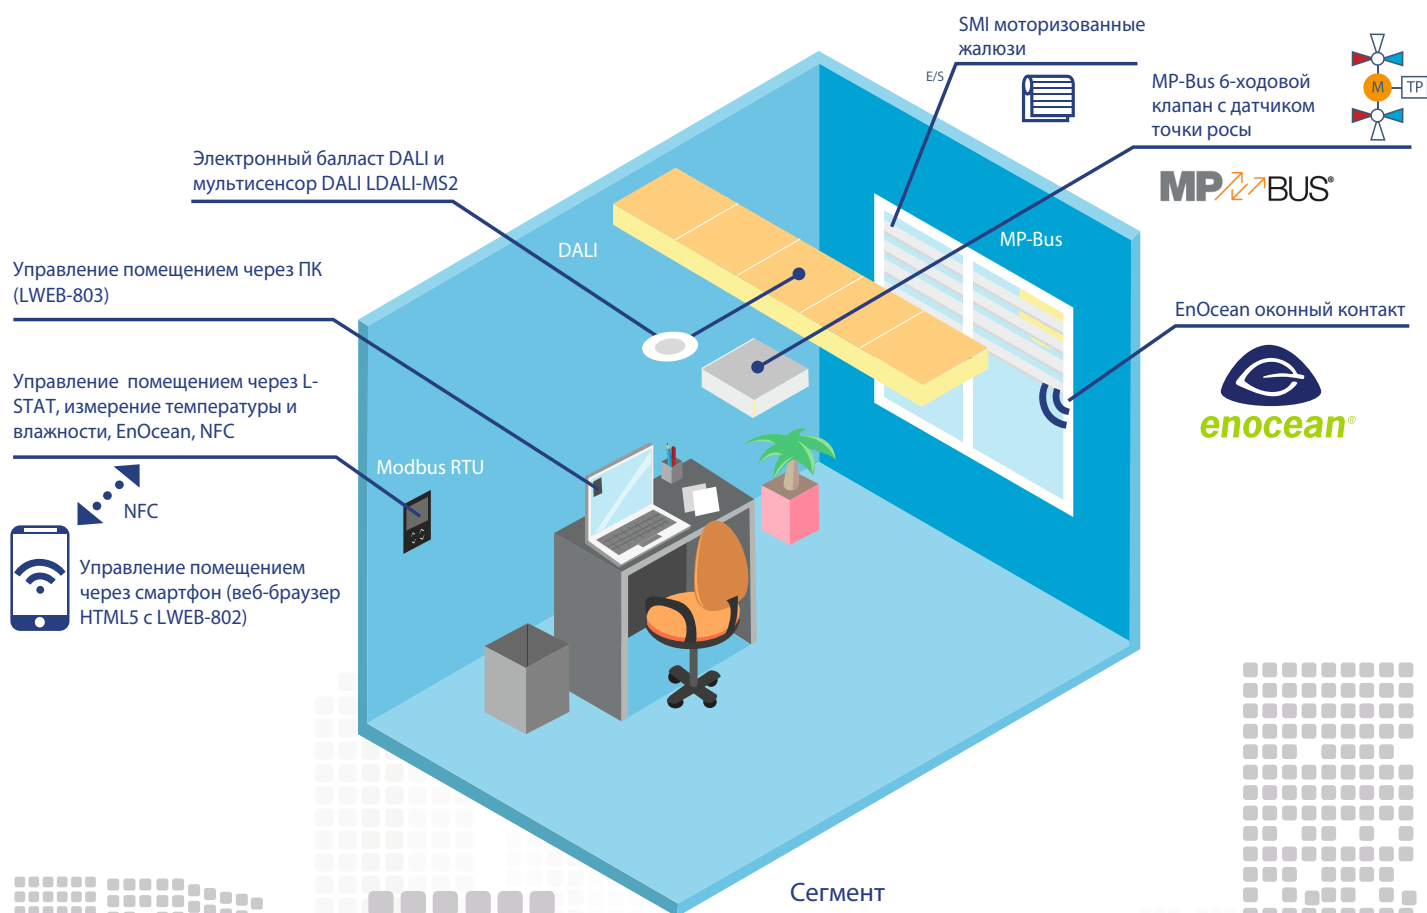 SMI моторизованные
жалюзи
E/S
MP-Bus 6-ходовой
клапан с датчиком
точки росы
M
TP
MP BUS®
Электронный балласт DALI и
мультисенсор DALI LDALI-MS2
DALI
MP-Bus
Управление помещением через ПК
(LWEB-803)
EnOcean оконный контакт
enocean®
Управление помещением через L-
STAT, измерение температуры и
влажности, EnOcean, NFC
Modbus RTU
NFC
Управление помещением
через смартфон (веб-браузер
HTML5 с LWEB-802)
Сегмент